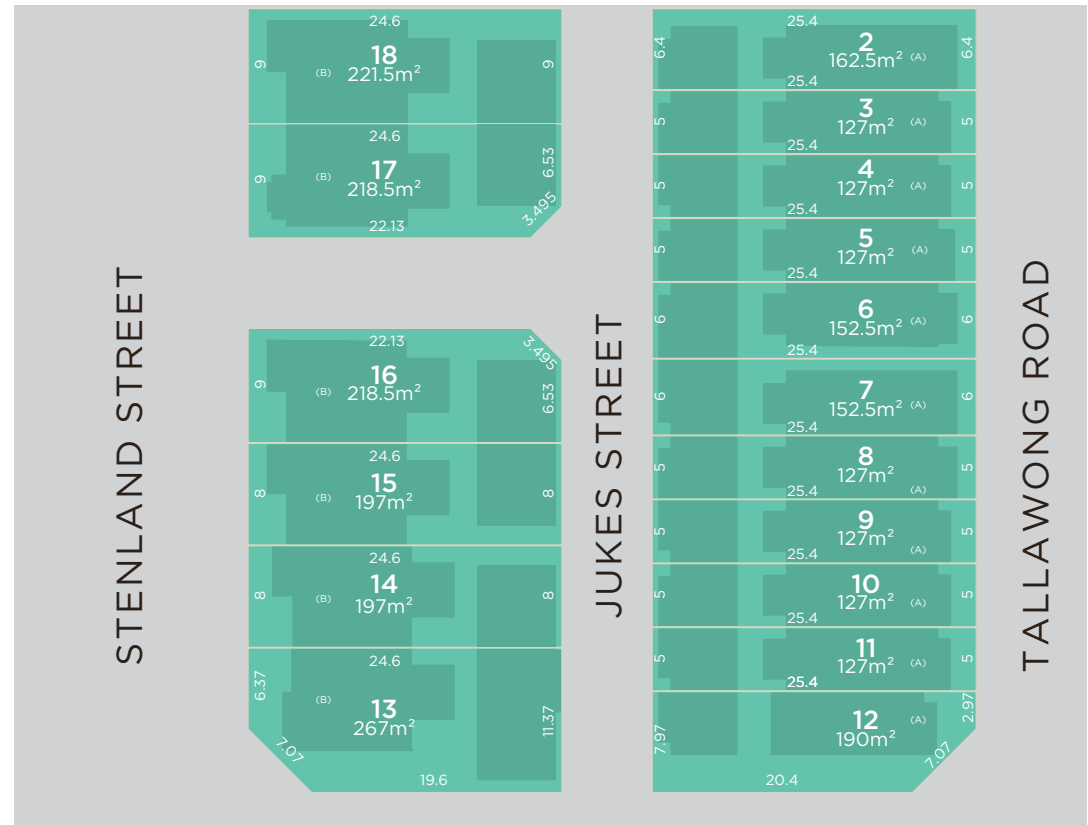 STENLAND STREET
24.6
18
9
(B)
221.5m²
9
24.6
17
9
(B)
218.5m²
6.53
3.495
22.13
22.13
3.495
16
9
(B)
218.5m²
6.53
24.6
15
8
(B)
197m²
8
24.6
14
8
(B)
197m²
8
24.6
6.37
13
(B)
267m²
11.37
7.07
19.6
JUKES STREET
25.4
6.4
2
162.5m² (A)
6.4
25.4
5
3
127m² (A)
5
5
4
127m² (A)
5
25.4
5
5
127m² (A)
5
25.4
6
6
152.5m² (A)
6
25.4
6
7
152.5m² (A)
6
25.4
5
8
127m²
(A)
5
25.4
5
9
127m²
(A)
5
25.4
5
10
127m² (A)
5
25.4
5
11
127m² (A)
5
25.4
7.97
12
190m²
(A)
2.97
7.07
20.4
TALLAWONG ROAD